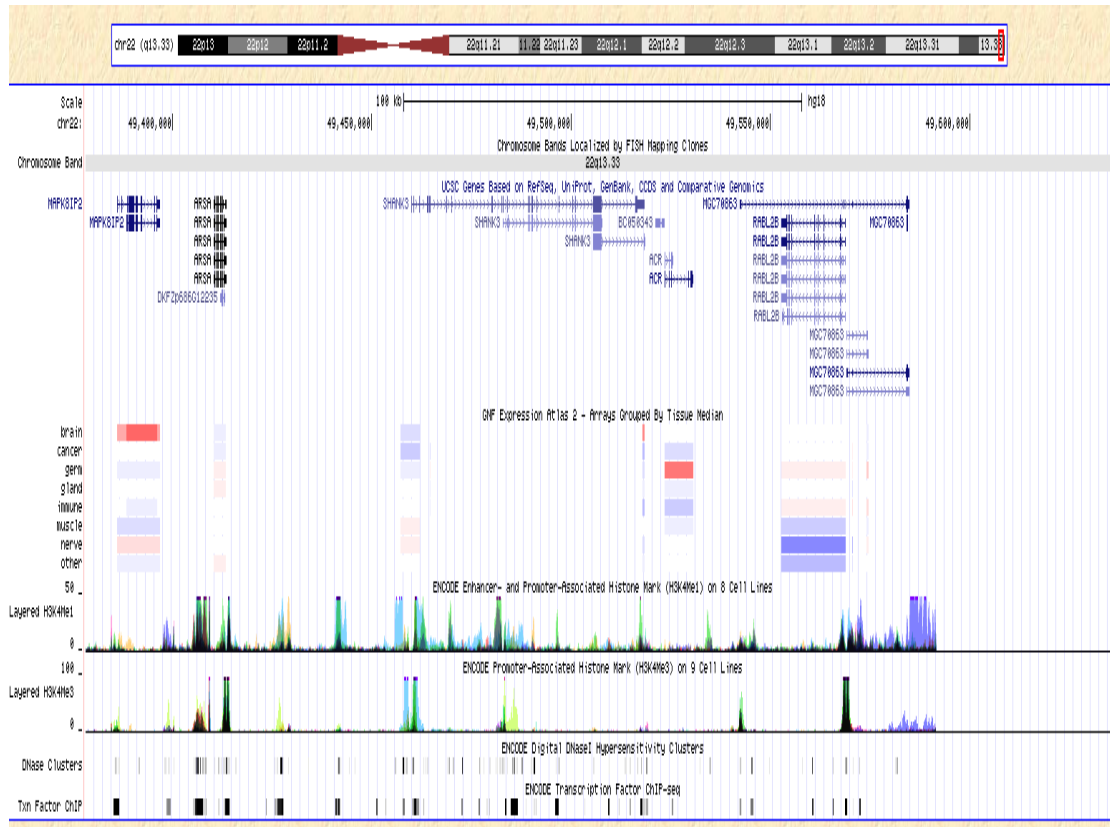 chr22 (q13.33) 22p13 22p12 22p11.2 22q11.21 11.22 22q11.23 22q12.1 22q12.2 22q12.3 22q13.1 22q13.2 22q13.31 13.33
Scale 100 kb hg18
chr22: 49,400,000 49,450,000 49,500,000 49,550,000 49,600,000
Chromosome Bands Localized by FISH Mapping Clones
Chromosome Band 22q13.33
UCSC Genes Based on RefSeq, UniProt, GenBank, CCDS and Comparative Genomics
MAPK8IP2 ARSA SHANK3 MGC70863
MAPK8IP2 ARSA SHANK3 BC050343 RABL2B MGC70863
ARSA SHANK3 RABL2B
ARSA ACR RABL2B
ARSA ACR RABL2B
DKFZp686G12235 RABL2B
RABL2B
MGC70863
MGC70863
MGC70863
MGC70863
GNF Expression Atlas 2 - Arrays Grouped By Tissue Median
brain
cancer
germ
gland
immune
muscle
nerve
other
ENCODE Enhancer- and Promoter-Associated Histone Mark (H3K4Me1) on 8 Cell Lines
50 _
Layered H3K4Me1
0 _
ENCODE Promoter-Associated Histone Mark (H3K4Me3) on 9 Cell Lines
100 _
Layered H3K4Me3
0 _
ENCODE Digital DNaseI Hypersensitivity Clusters
DNase Clusters
ENCODE Transcription Factor ChIP-seq
Txn Factor ChIP